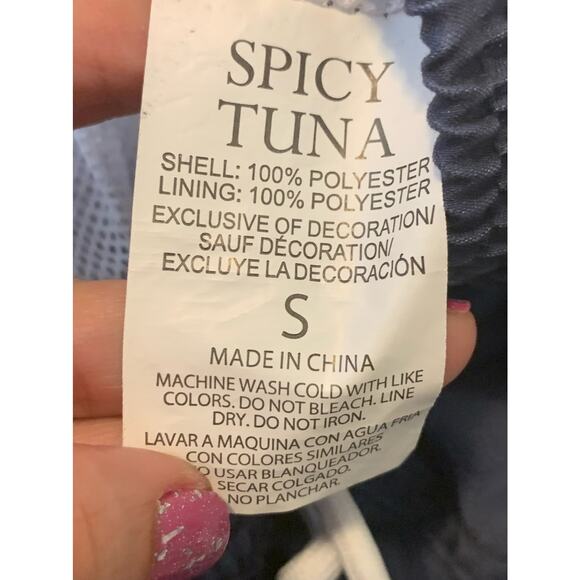 SPICY
TUNA
SHELL: 100% POLYESTER
LINING: 100% POLYESTER
EXCLUSIVE OF DECORATION/
SAUF DÉCORATION/
EXCLUYE LA DECORACIÓN
S
MADE IN CHINA
MACHINE WASH COLD WITH LIKE
COLORS. DO NOT BLEACH. LINE
DRY. DO NOT IRON.
LAVAR A MAQUINA CON AGUA FREA
CON COLORES SIMILARES
NO USAR BLANQUEADOR.
SECAR COLGADO.
NO PLANCHAR.